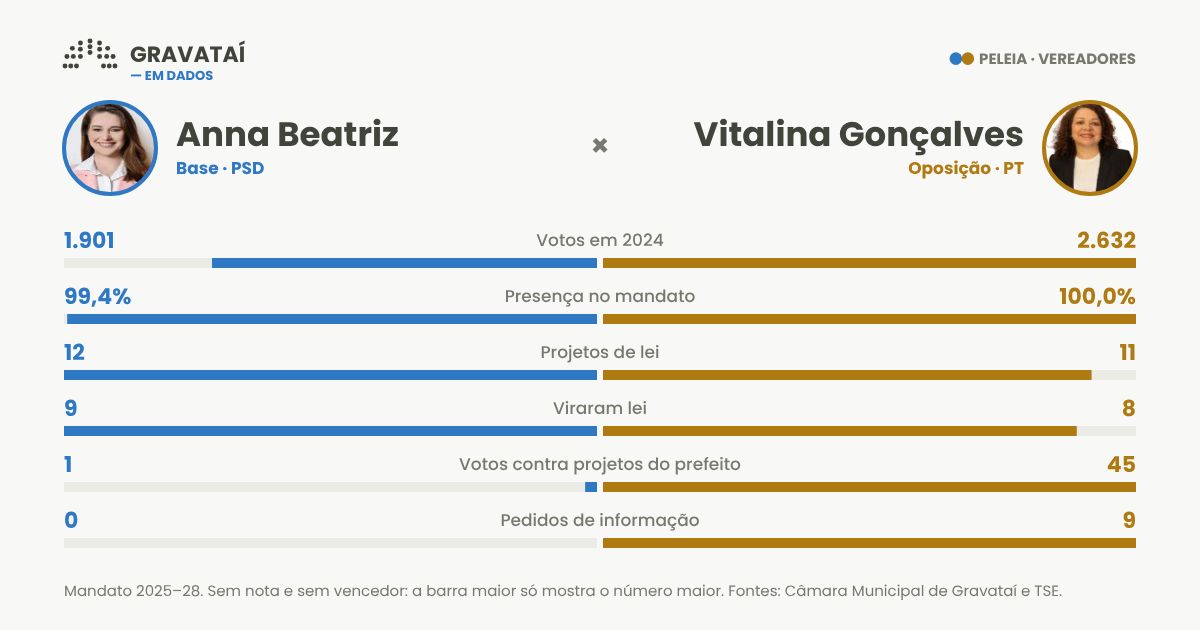 GRAVATAÍ
— EM DADOS
PELEIA · VEREADORES
Anna Beatriz
Base · PSD
×
Vitalina Gonçalves
Oposição · PT
1.901 Votos em 2024 2.632
99,4% Presença no mandato 100,0%
12 Projetos de lei 11
9 Viraram lei 8
1 Votos contra projetos do prefeito 45
0 Pedidos de informação 9
Mandato 2025–28. Sem nota e sem vencedor: a barra maior só mostra o número maior. Fontes: Câmara Municipal de Gravataí e TSE.